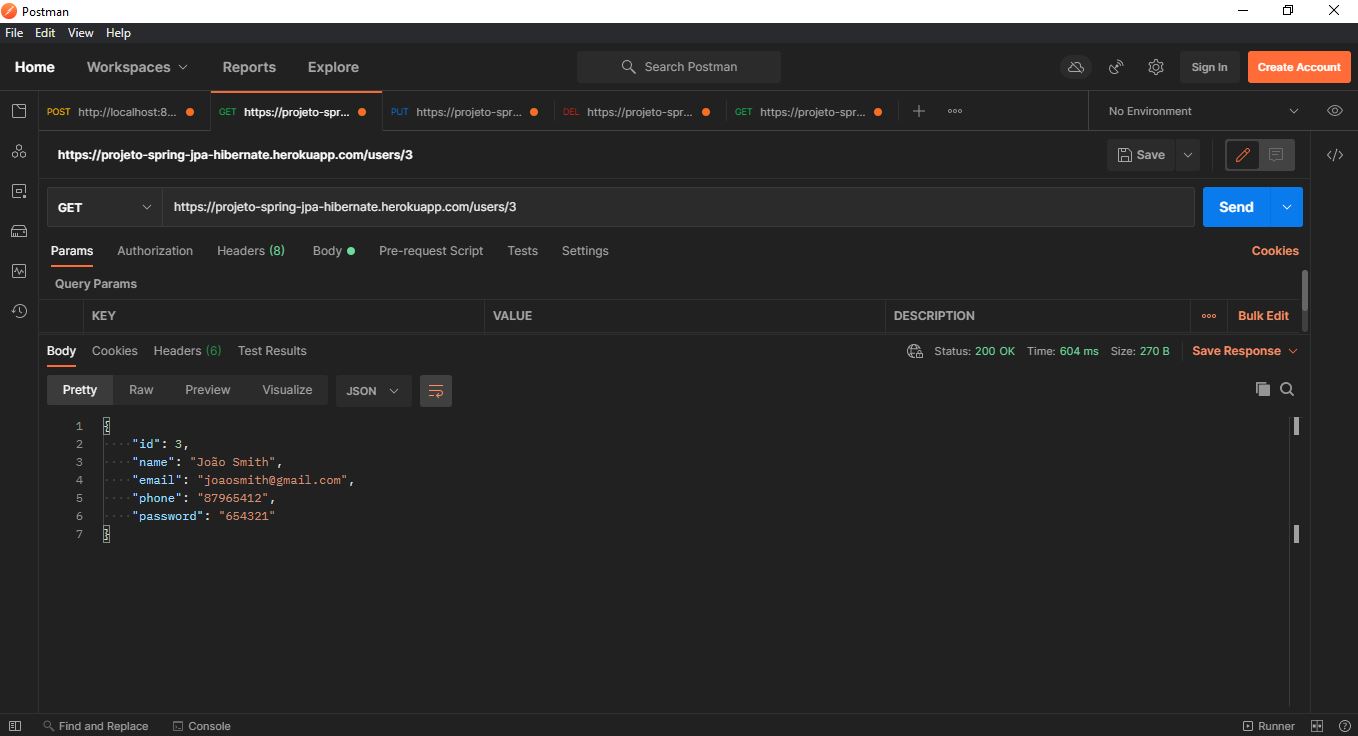 Postman
File Edit View Help
Home Workspaces Reports Explore Search Postman Sign In Create Account
POST http://localhost:8... GET https://projeto-spr... PUT https://projeto-spr... DEL https://projeto-spr... GET https://projeto-spr... No Environment
https://projeto-spring-jpa-hibernate.herokuapp.com/users/3 Save
GET https://projeto-spring-jpa-hibernate.herokuapp.com/users/3 Send
Params Authorization Headers (8) Body Pre-request Script Tests Settings Cookies
Query Params
KEY VALUE DESCRIPTION Bulk Edit
Body Cookies Headers (6) Test Results Status: 200 OK Time: 604 ms Size: 270 B Save Response
Pretty Raw Preview Visualize JSON
1 {
2 "id": 3,
3 "name": "João Smith",
4 "email": "joaosmith@gmail.com",
5 "phone": "87965412",
6 "password": "654321"
7 }
Find and Replace Console Runner